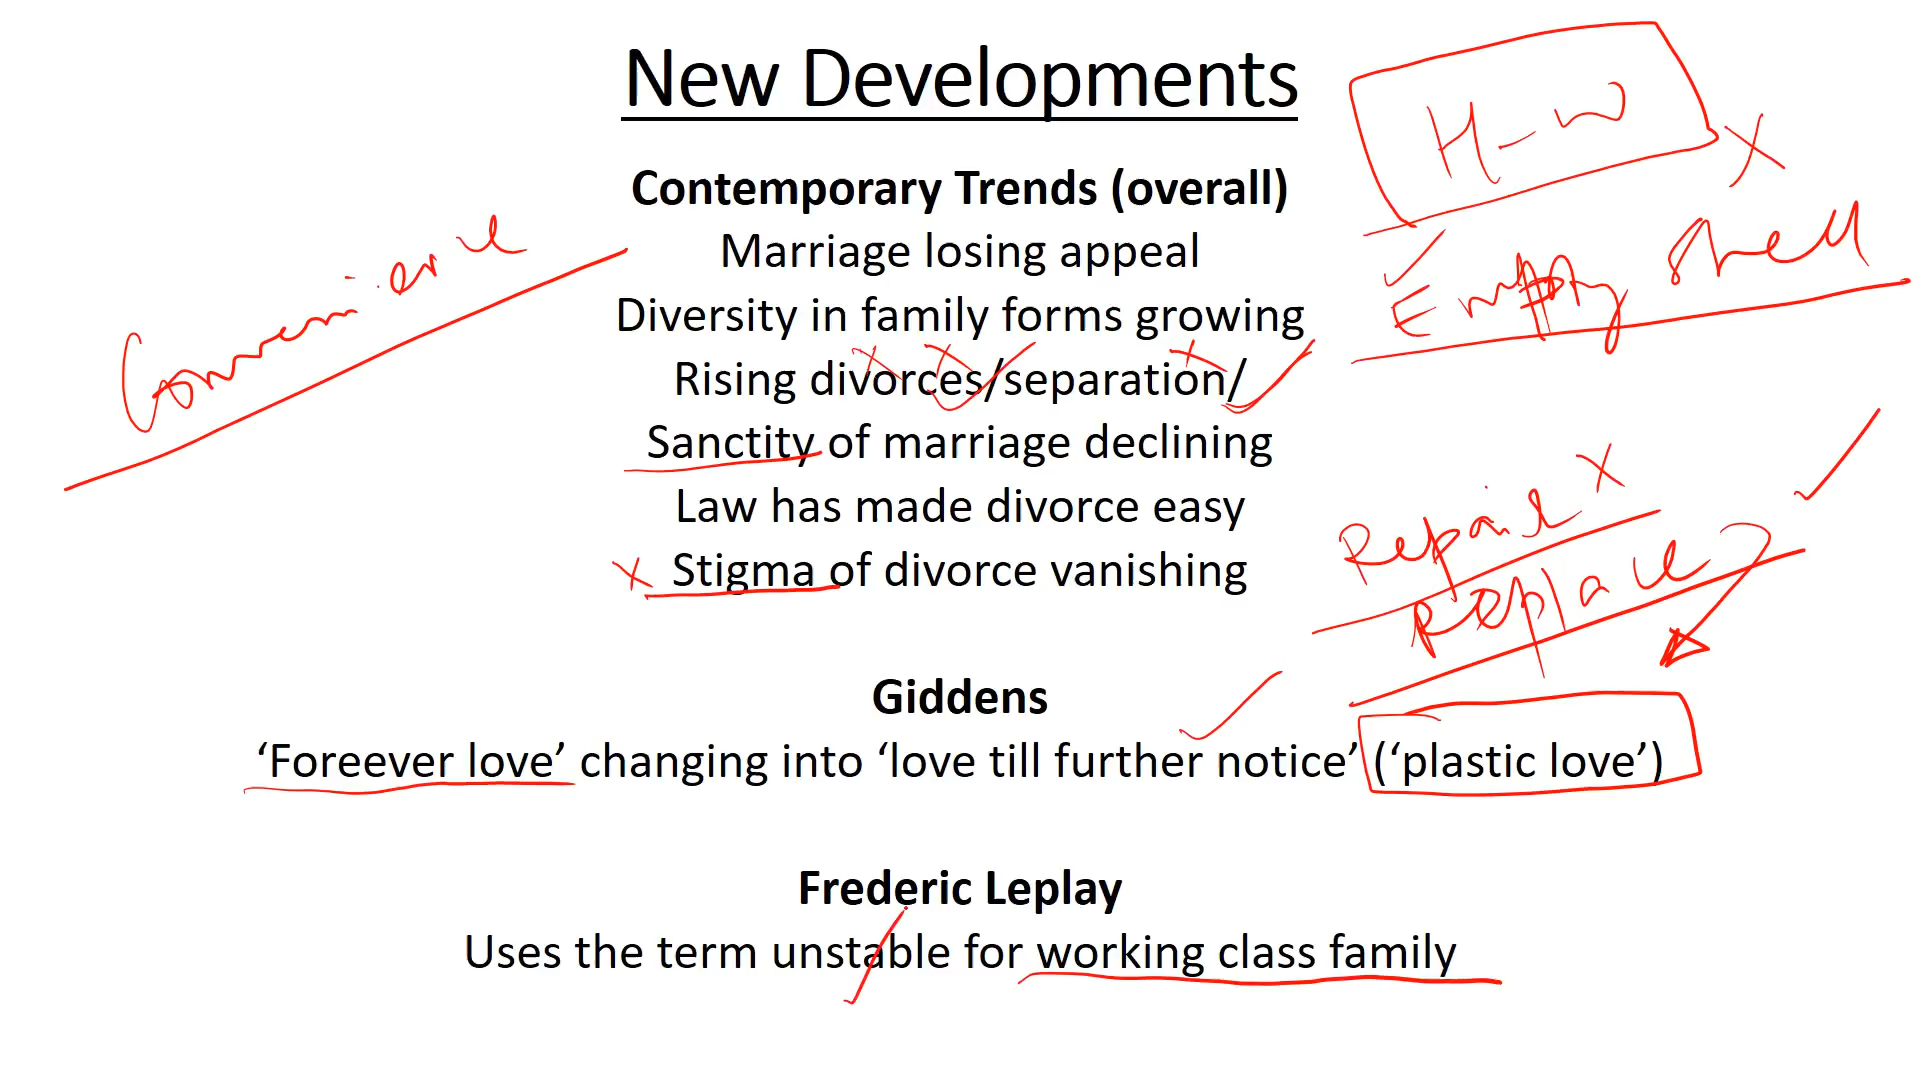 New Developments
H-W
Contemporary Trends (overall)
Marriage losing appeal
Empty shell
Convenience
Diversity in family forms growing
Rising divorces/separation/
Sanctity of marriage declining
Law has made divorce easy
Repair
Stigma of divorce vanishing
Replace
Giddens
‘Foreever love’ changing into ‘love till further notice’ (‘plastic love’)
Frederic Leplay
Uses the term unstable for working class family